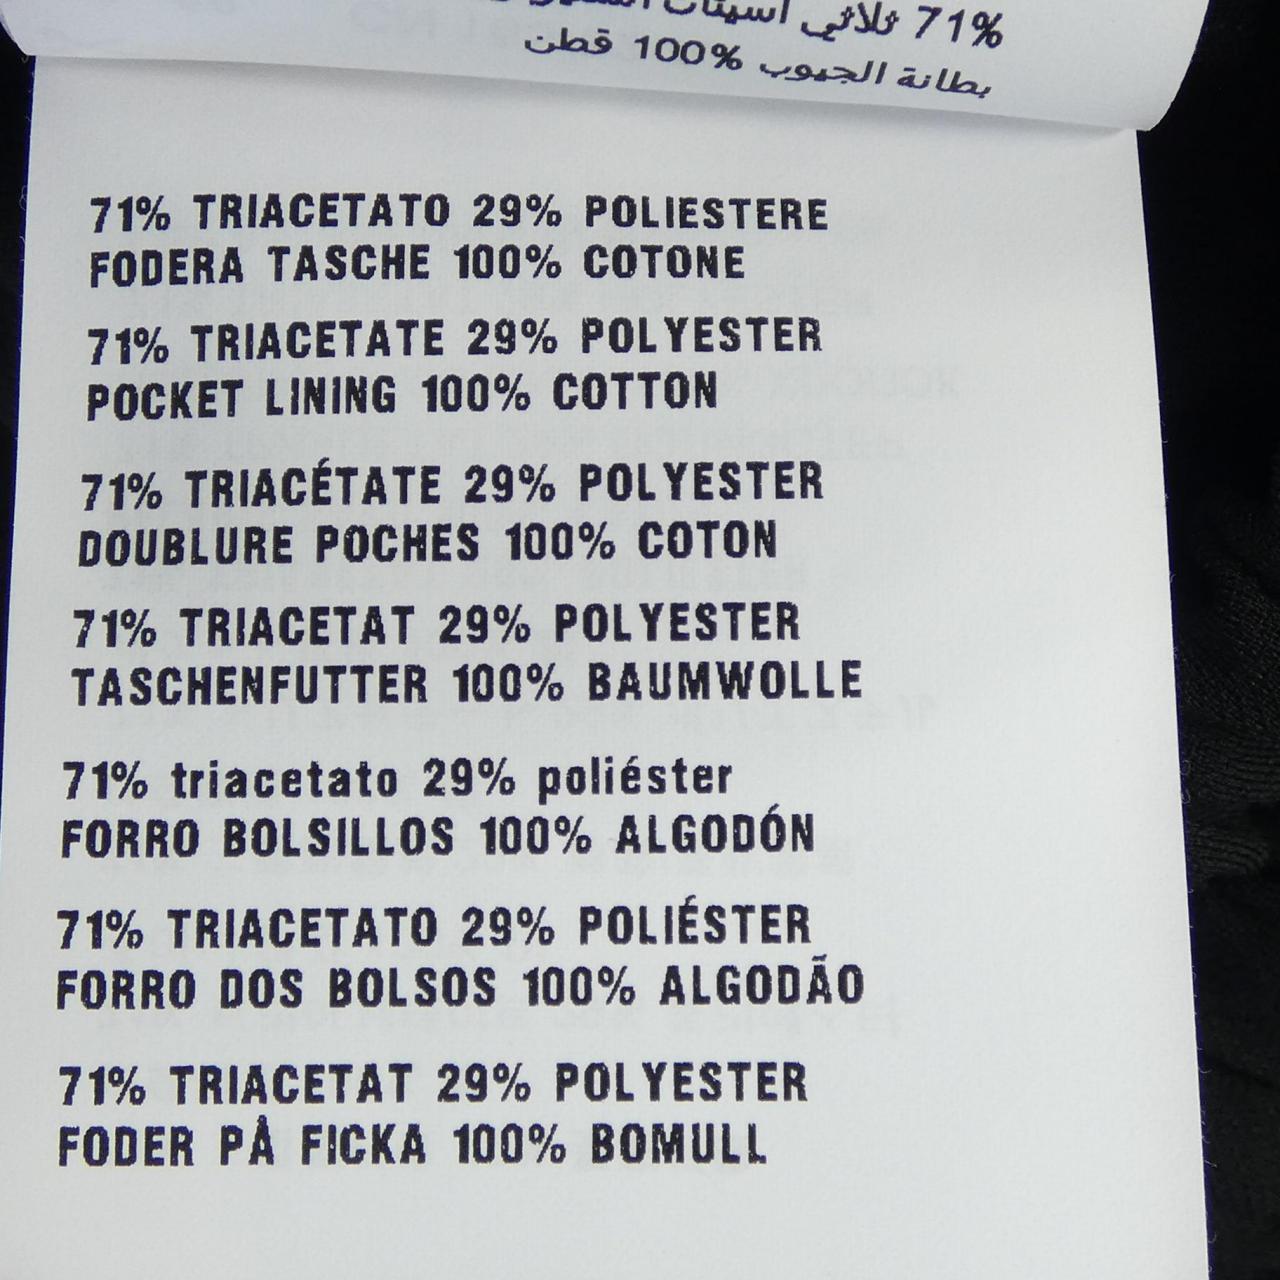 71% ثلاثي
بطانة الجيوب 100% قطن
71% TRIACETATO 29% POLIESTERE
FODERA TASCHE 100% COTONE
71% TRIACETATE 29% POLYESTER
POCKET LINING 100% COTTON
71% TRIACÉTATE 29% POLYESTER
DOUBLURE POCHES 100% COTON
71% TRIACETAT 29% POLYESTER
TASCHENFUTTER 100% BAUMWOLLE
71% triacetato 29% poliéster
FORRO BOLSILLOS 100% ALGODÓN
71% TRIACETATO 29% POLIÉSTER
FORRO DOS BOLSOS 100% ALGODÃO
71% TRIACETAT 29% POLYESTER
FODER PÅ FICKA 100% BOMULL